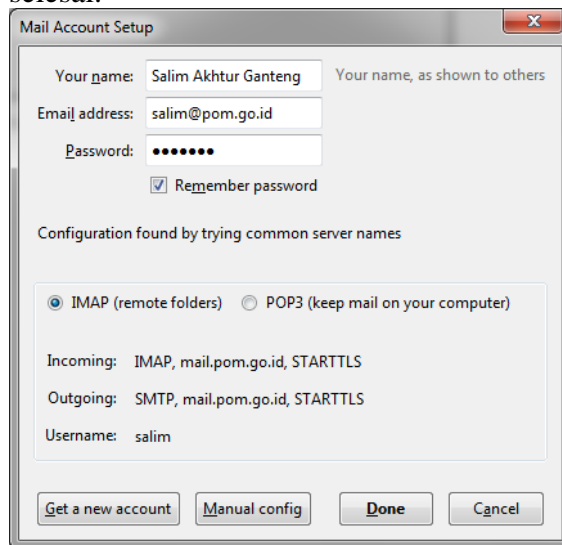 selesai.
Mail Account Setup
Your name: Salim Akhtur Ganteng Your name, as shown to others
Email address: salim@pom.go.id
Password: •••••••
Remember password
Configuration found by trying common server names
IMAP (remote folders) POP3 (keep mail on your computer)
Incoming: IMAP, mail.pom.go.id, STARTTLS
Outgoing: SMTP, mail.pom.go.id, STARTTLS
Username: salim
Get a new account Manual config Done Cancel